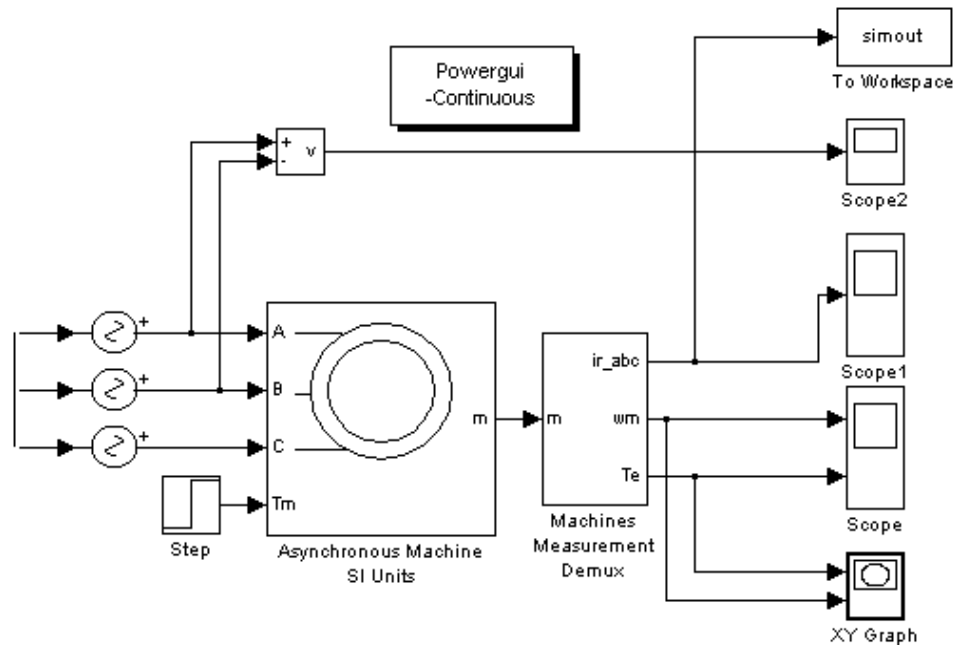 simout
To Workspace
Powergui
-Continuous
+
-
v
Scope2
Scope1
+
A
ir_abc
+
B
m
m
wm
+
C
Te
Tm
Step
Asynchronous Machine
SI Units
Machines
Measurement
Demux
Scope
XY Graph